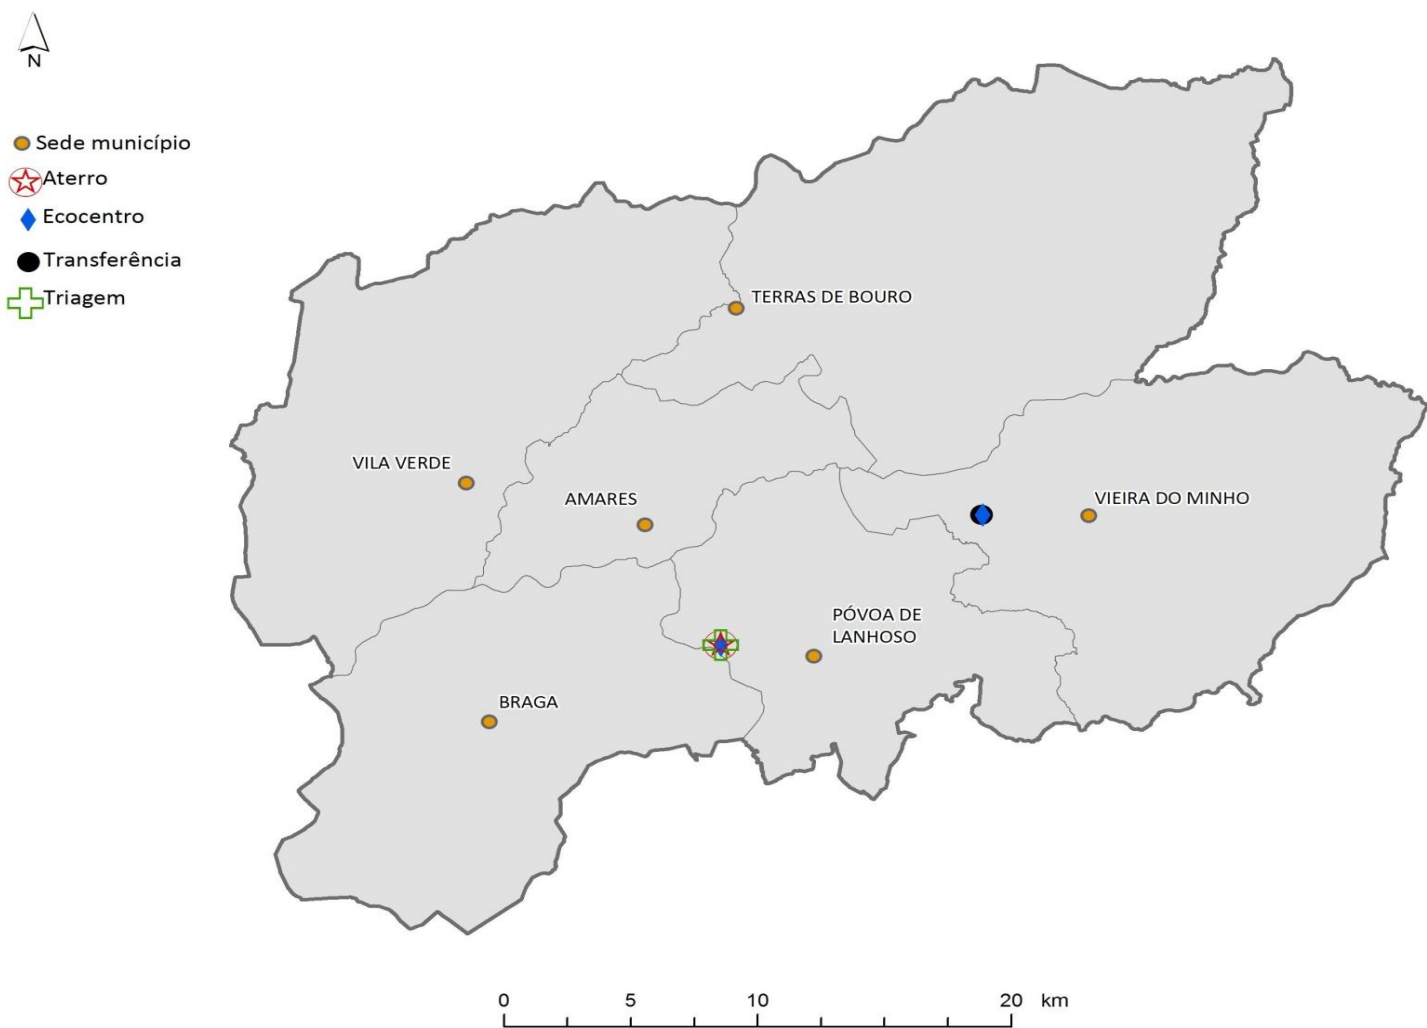 N
Sede município
Aterro
Ecocentro
Transferência
Triagem
TERRAS DE BOURO
VILA VERDE
AMARES
VIEIRA DO MINHO
PÓVOA DE
LANHOSO
BRAGA
0 5 10 20 km